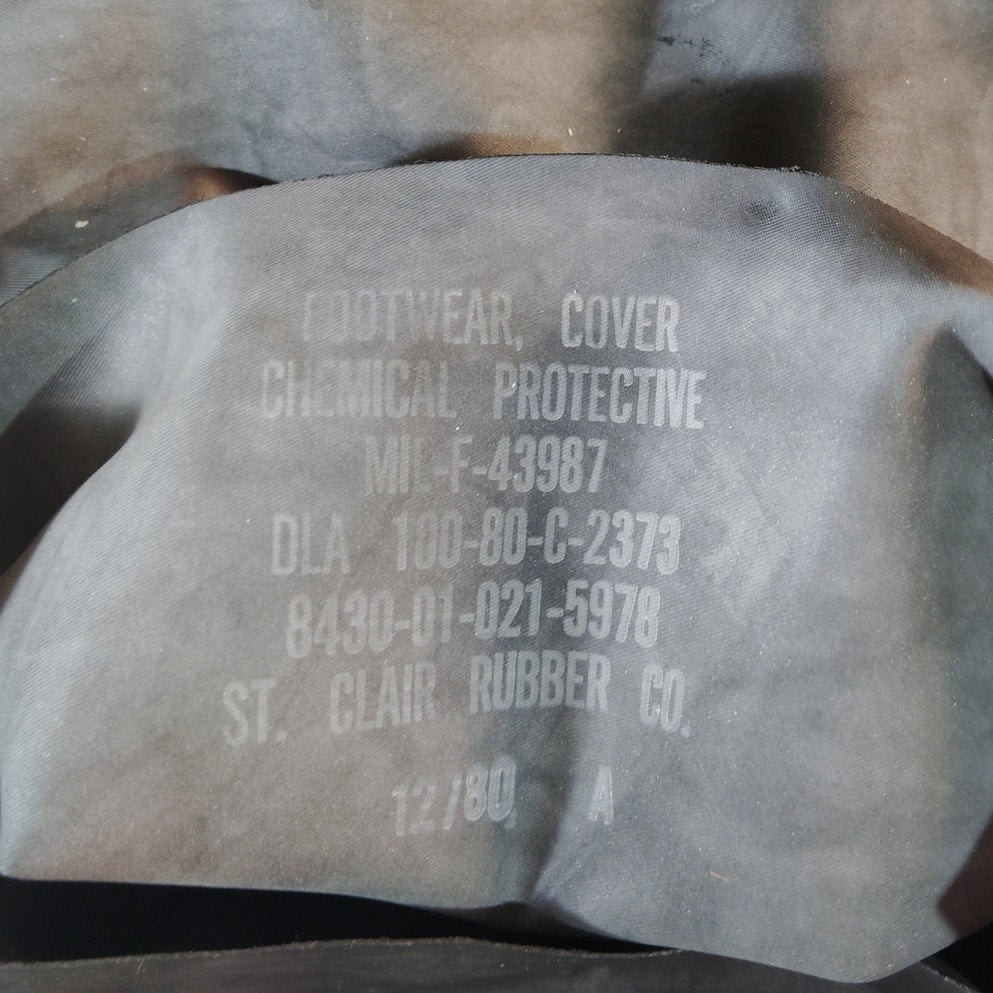 FOOTWEAR, COVER
CHEMICAL PROTECTIVE
MIL-F-43987
DLA 100-80-C-2373
8430-01-021-5978
ST. CLAIR RUBBER CO.
12/80 A